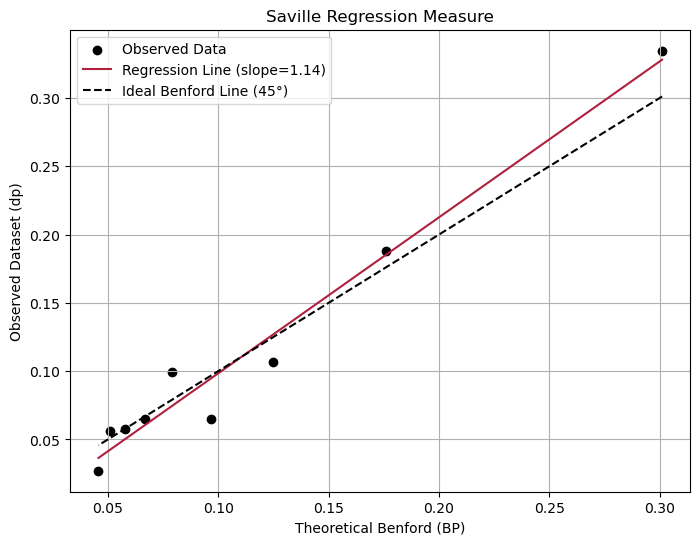 Saville Regression Measure
Observed Data
Regression Line (slope=1.14)
Ideal Benford Line (45°)
Observed Dataset (dp)
0.30
0.25
0.20
0.15
0.10
0.05
0.05 0.10 0.15 0.20 0.25 0.30
Theoretical Benford (BP)